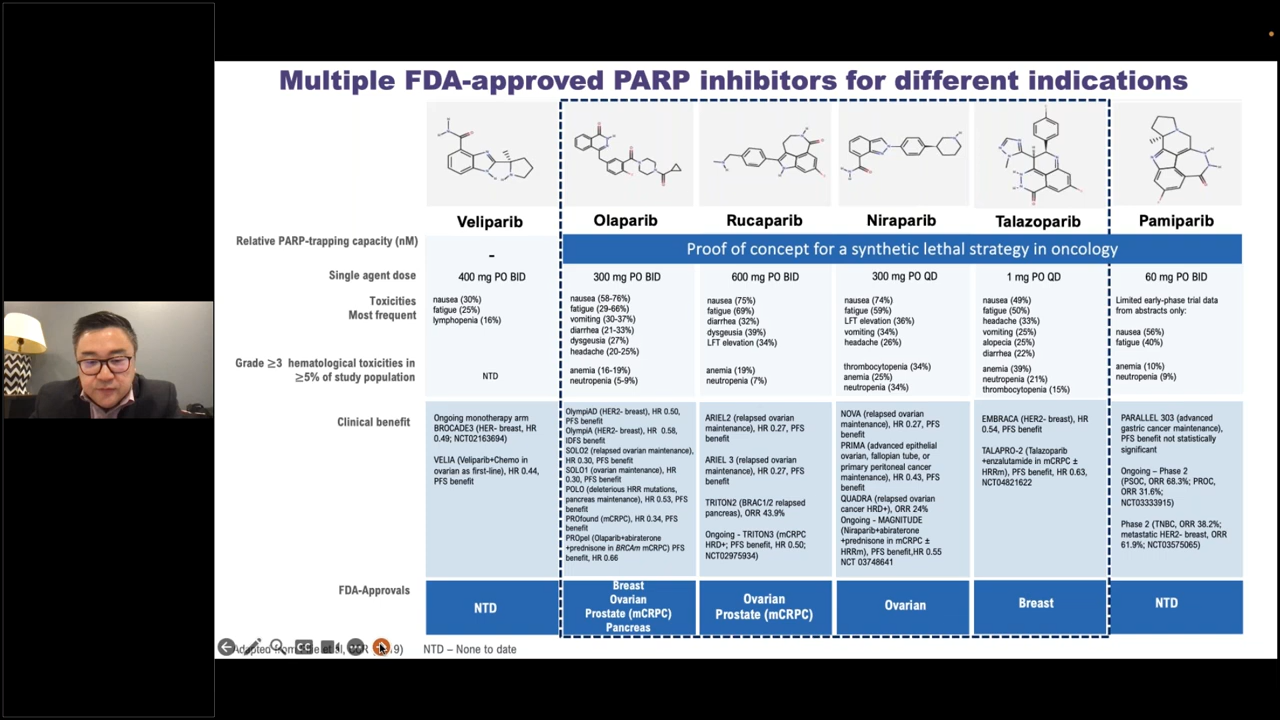 Multiple FDA-approved PARP inhibitors for different indications
Veliparib
Olaparib
Rucaparib
Niraparib
Talazoparib
Pamiparib
Relative PARP-trapping capacity (nM)
-
Proof of concept for a synthetic lethal strategy in oncology
Single agent dose
400 mg PO BID
300 mg PO BID
600 mg PO BID
300 mg PO QD
1 mg PO QD
60 mg PO BID
Toxicities
Most frequent
nausea (30%)
fatigue (25%)
lymphopenia (16%)
nausea (58-76%)
fatigue (29-66%)
vomiting (30-37%)
diarrhea (21-33%)
dysgeusia (27%)
headache (20-25%)
nausea (75%)
fatigue (69%)
diarrhea (32%)
dysgeusia (39%)
LFT elevation (34%)
nausea (74%)
fatigue (59%)
LFT elevation (36%)
vomiting (34%)
headache (26%)
nausea (49%)
fatigue (50%)
headache (33%)
vomiting (25%)
alopecia (25%)
diarrhea (22%)
Limited early-phase trial data
from abstracts only:
nausea (56%)
fatigue (40%)
Grade ≥3 hematological toxicities in
≥5% of study population
NTD
anemia (16-19%)
neutropenia (5-9%)
anemia (19%)
neutropenia (7%)
thrombocytopenia (34%)
anemia (25%)
neutropenia (34%)
anemia (39%)
neutropenia (21%)
thrombocytopenia (15%)
anemia (10%)
neutropenia (9%)
Clinical benefit
Ongoing monotherapy arm
BROCADE3 (HER- breast, HR
0.49; NCT02163694)
VELIA (Veliparib+Chemo in
ovarian as first-line), HR 0.44,
PFS benefit
OlympiAD (HER2- breast), HR 0.50,
PFS benefit
OlympiA (HER2- breast), HR 0.58,
IDFS benefit
SOLO2 (relapsed ovarian maintenance),
HR 0.30, PFS benefit
SOLO1 (ovarian maintenance), HR
0.30, PFS benefit
POLO (deleterious HRR mutations,
pancreas maintenance), HR 0.53, PFS
benefit
PROfound (mCRPC), HR 0.34, PFS
benefit
PROpel (Olaparib+abiraterone
+prednisone in BRCAm mCRPC) PFS
benefit, HR 0.66
ARIEL2 (relapsed ovarian
maintenance), HR 0.27, PFS
benefit
ARIEL 3 (relapsed ovarian
maintenance), HR 0.27, PFS
benefit
TRITON2 (BRAC1/2 relapsed
pancreas), ORR 43.9%
Ongoing - TRITON3 (mCRPC
HRD+; PFS benefit, HR 0.50;
NCT02975934)
NOVA (relapsed ovarian
maintenance), HR 0.27, PFS
benefit
PRIMA (advanced epithelial
ovarian, fallopian tube, or
primary peritoneal cancer
maintenance), HR 0.43, PFS
benefit
QUADRA (relapsed ovarian
cancer HRD+), ORR 24%
Ongoing - MAGNITUDE
(Niraparib+abiraterone
+prednisone in mCRPC ±
HRRm), PFS benefit,HR 0.55
NCT 03748641
EMBRACA (HER2- breast), HR
0.54, PFS benefit
TALAPRO-2 (Talazoparib
+enzalutamide in mCRPC ±
HRRm), PFS benefit, HR 0.63,
NCT04821622
PARALLEL 303 (advanced
gastric cancer maintenance),
PFS benefit not statistically
significant
Ongoing – Phase 2
(PSOC, ORR 68.3%; PROC,
ORR 31.6%;
NCT03333915)
Phase 2 (TNBC, ORR 38.2%;
metastatic HER2- breast, ORR
61.9%; NCT03575065)
FDA-Approvals
NTD
Breast
Ovarian
Prostate (mCRPC)
Pancreas
Ovarian
Prostate (mCRPC)
Ovarian
Breast
NTD
Adapted from et al,
NTD – None to date